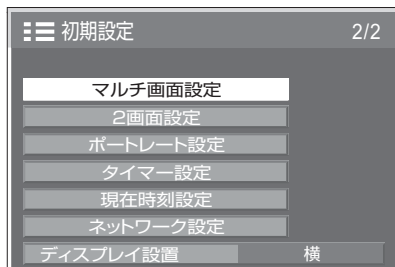 初期設定 2/2
マルチ画面設定
2画面設定
ポートレート設定
タイマー設定
現在時刻設定
ネットワーク設定
ディスプレイ設置 横